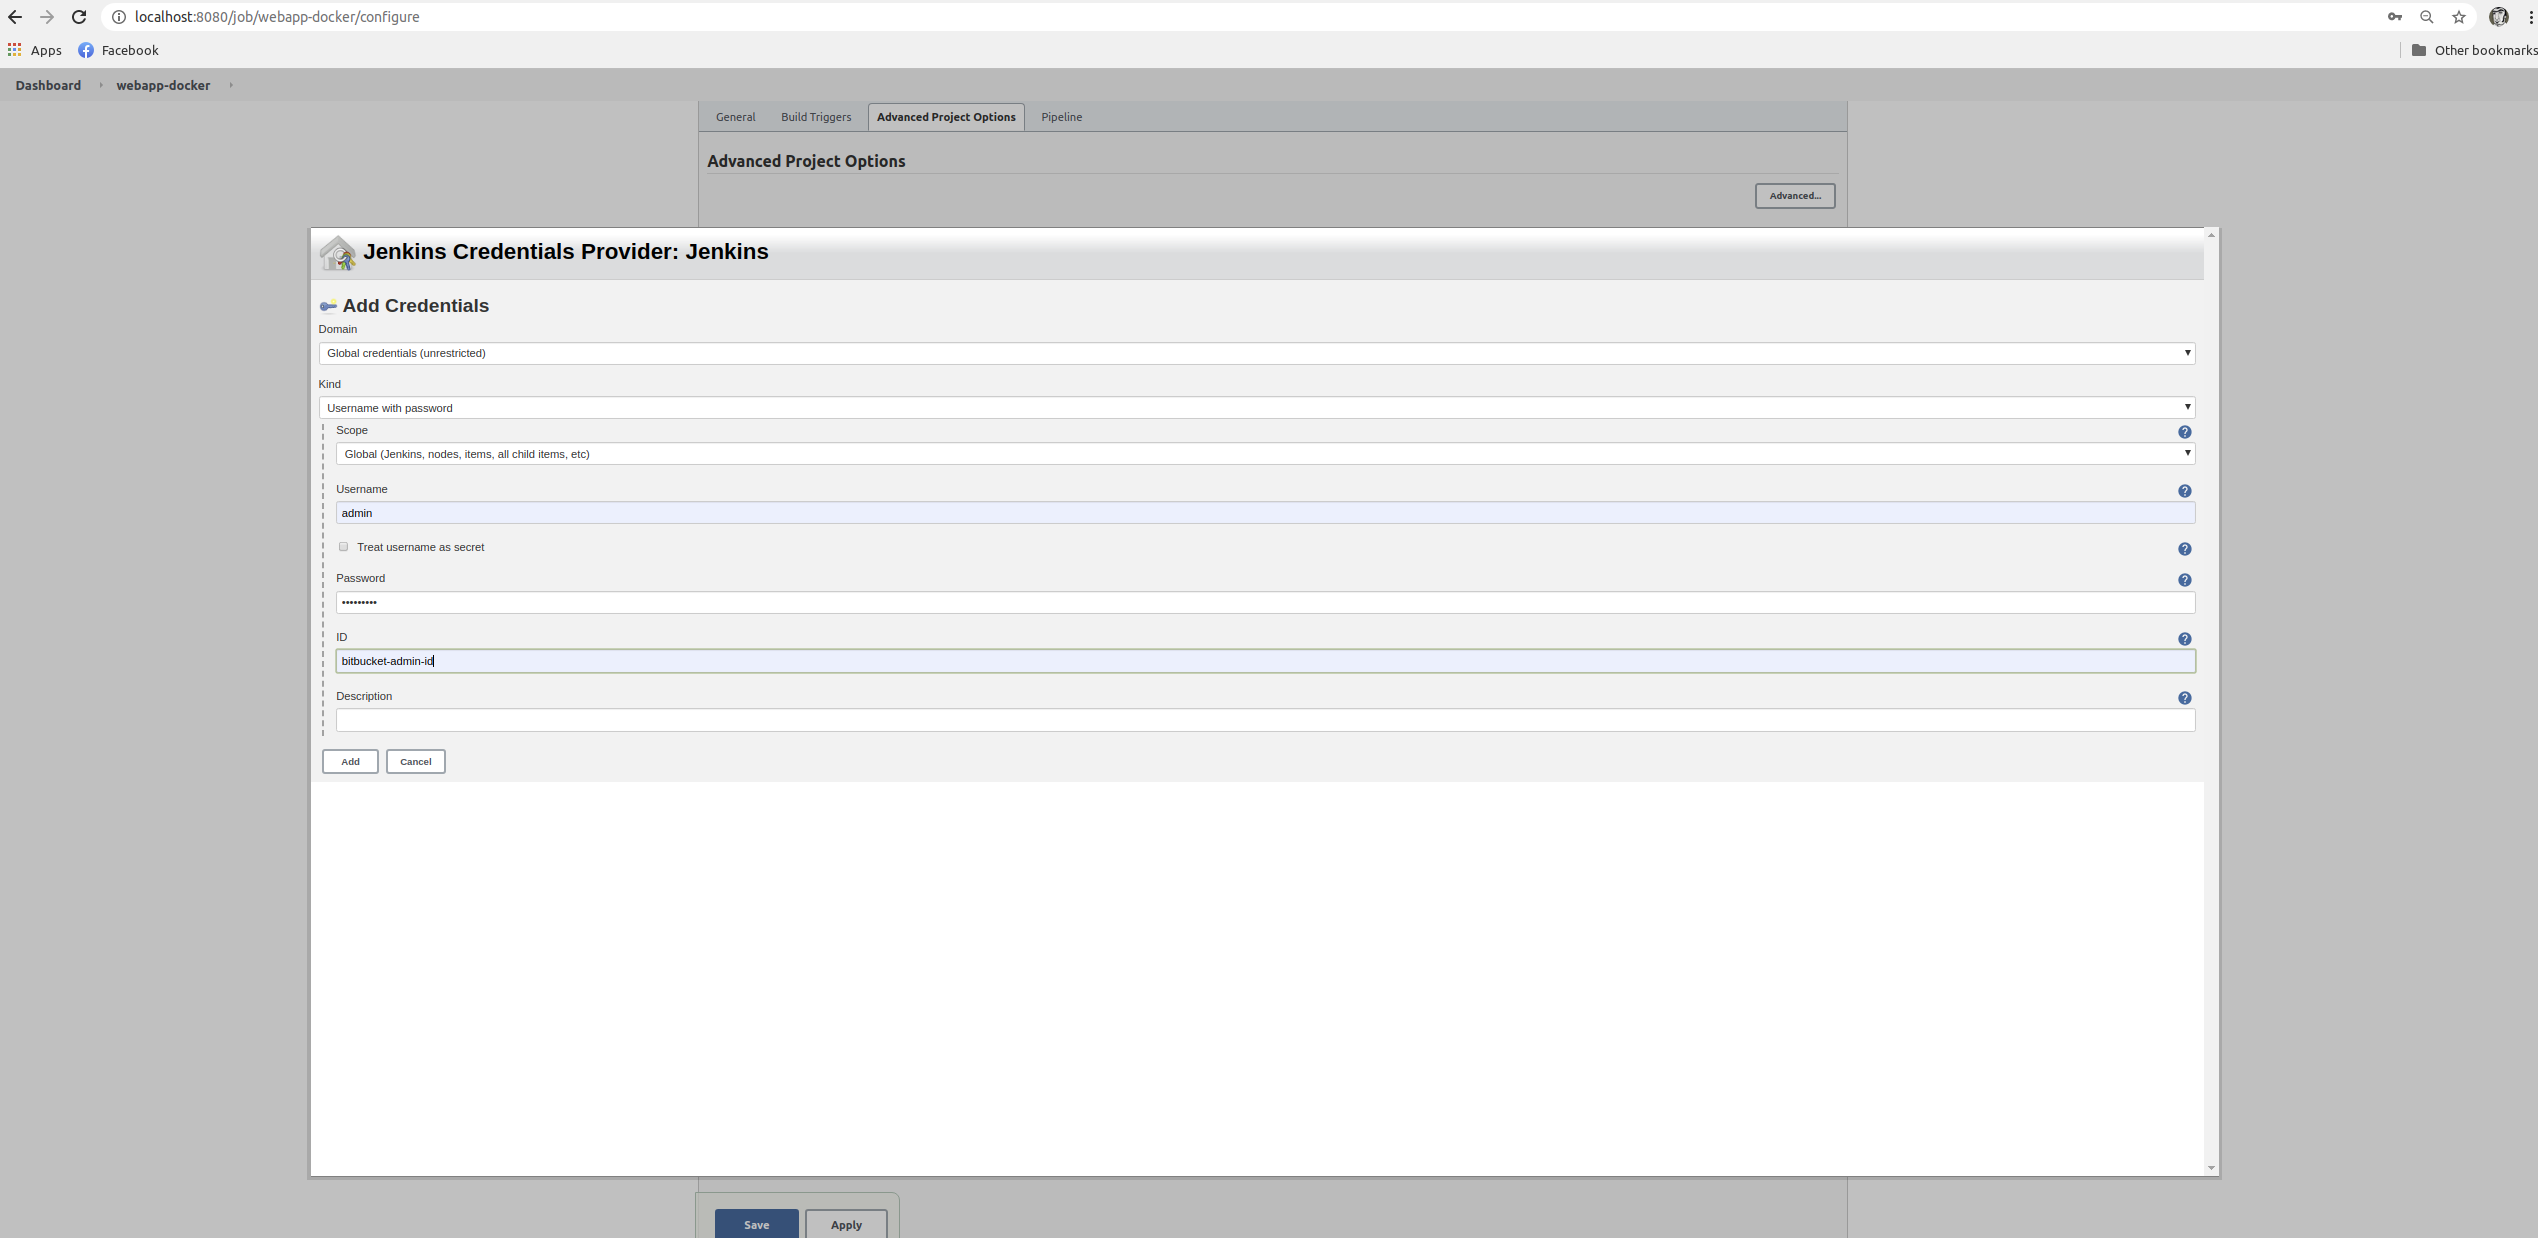 localhost:8080/job/webapp-docker/configure
Apps Facebook Other bookmarks
Dashboard webapp-docker
General Build Triggers Advanced Project Options Pipeline
Advanced Project Options
Advanced...
Jenkins Credentials Provider: Jenkins
Add Credentials
Domain
Global credentials (unrestricted)
Kind
Username with password
Scope
Global (Jenkins, nodes, items, all child items, etc)
Username
admin
Treat username as secret
Password
•••••••••
ID
bitbucket-admin-id
Description
Add Cancel
Save Apply